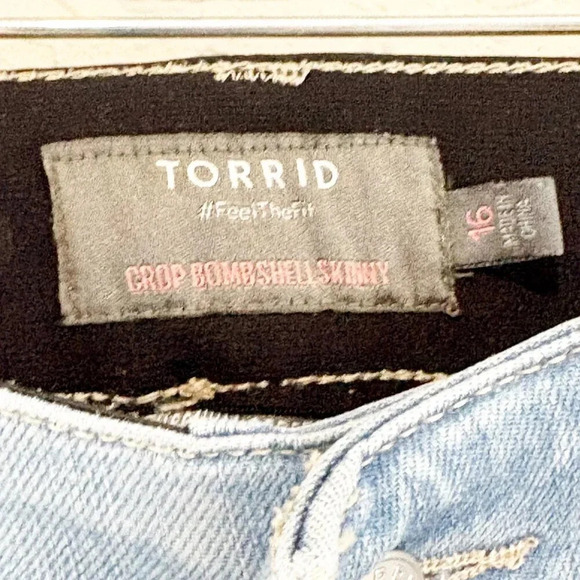 TORRID
#FeelTheFit
CROP BOMBSHELL SKINNY
16
MADE IN
CHINA